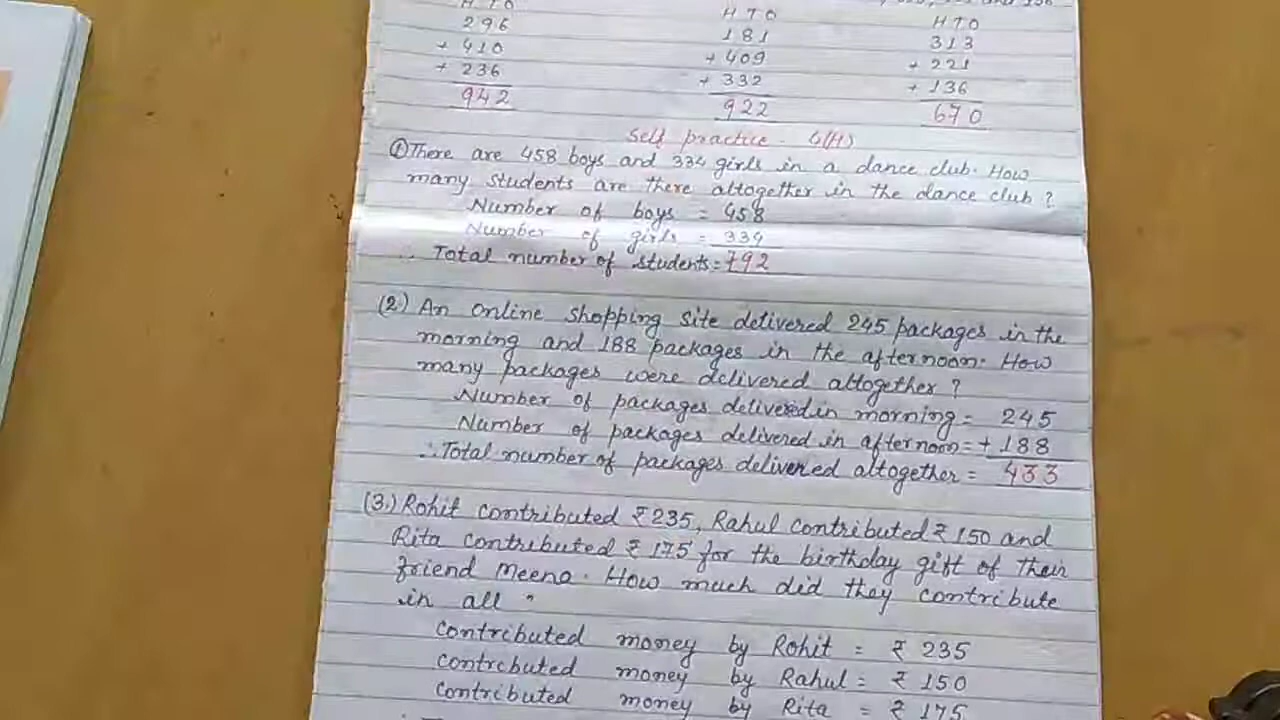 H T O
296
+ 410
+ 236
942
H T O
181
+ 409
+ 332
922
H T O
313
+ 221
+ 136
670
Self practice - 4(H)
① There are 458 boys and 334 girls in a dance club. How
many students are there altogether in the dance club ?
Number of boys = 458
Number of girls = 334
∴ Total number of students = 792
(2) An online shopping site delivered 245 packages in the
morning and 188 packages in the afternoon. How
many packages were delivered altogether ?
Number of packages delivered in morning = 245
Number of packages delivered in afternoon = + 188
∴ Total number of packages delivered altogether = 433
(3.) Rohit contributed ₹ 235, Rahul contributed ₹ 150 and
Rita contributed ₹ 175 for the birthday gift of their
friend Meena. How much did they contribute
in all
Contributed money by Rohit = ₹ 235
Contributed money by Rahul = ₹ 150
Contributed money by Rita = ₹ 175